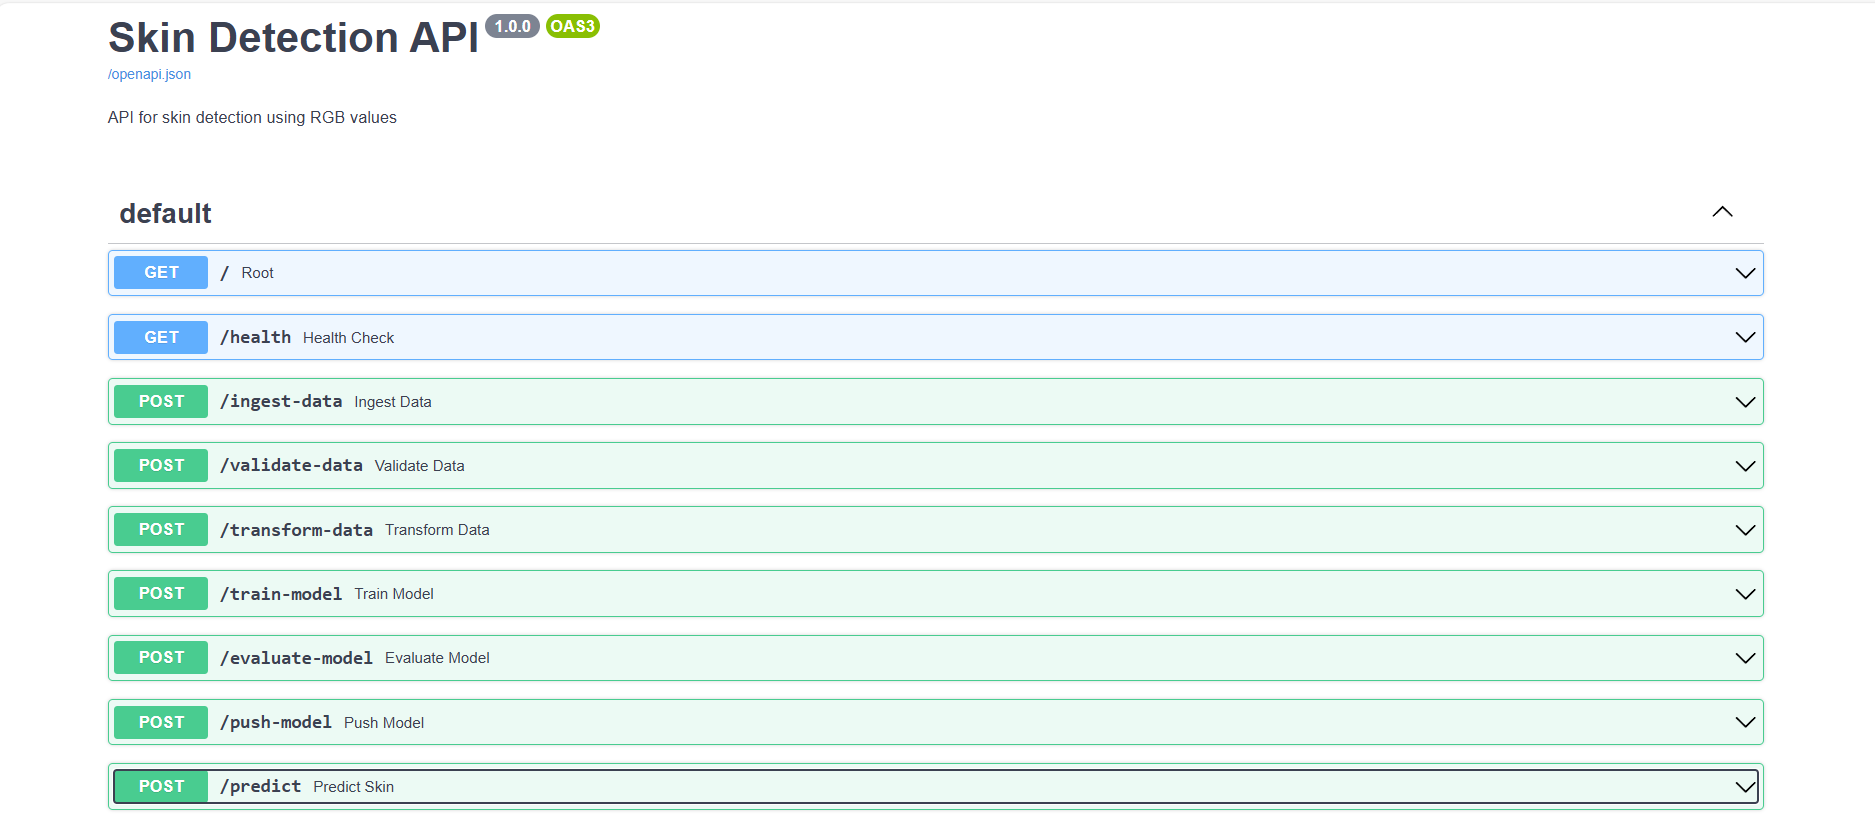 Skin Detection API 1.0.0 OAS3
/openapi.json
API for skin detection using RGB values
default
GET / Root
GET /health Health Check
POST /ingest-data Ingest Data
POST /validate-data Validate Data
POST /transform-data Transform Data
POST /train-model Train Model
POST /evaluate-model Evaluate Model
POST /push-model Push Model
POST /predict Predict Skin